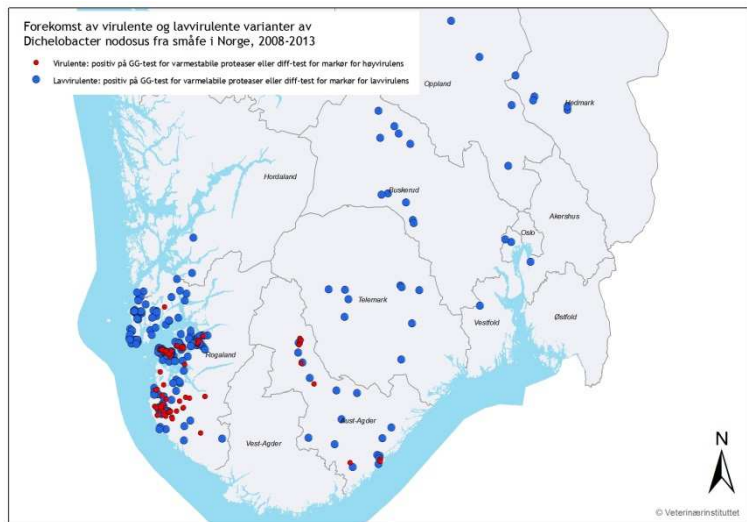 Forekomst av virulente og lavvirulente varianter av
Dichelobacter nodosus fra småfe i Norge, 2008-2013
Virulente: positiv på GG-test for varmestabile proteaser eller diff-test for markør for høyvirulens
Lavvirulente: positiv på GG-test for varmelabile proteaser eller diff-test for markør for lavvirulens
Oppland
Hedmark
Hordaland
Buskerud
Akershus
Oslo
Telemark
Vestfold
Østfold
Rogaland
Aust-Agder
Vest-Agder
N
© Veterinærinstituttet